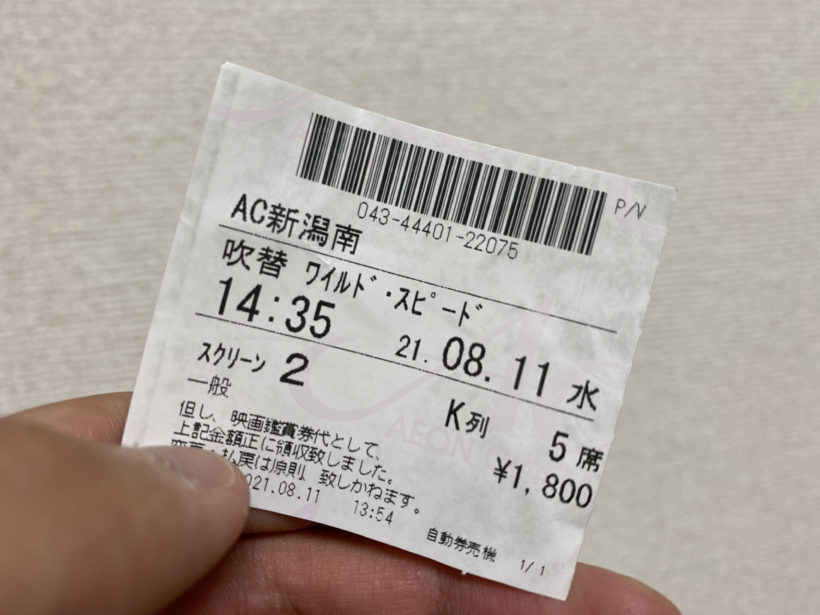 P/N
043-44401-22075
AC新潟南
吹替 ワイルド・スピード
14:35 21. 08. 11 水
スクリーン 2 K列 5席
一般 ¥1,800
AEON
但し、映画鑑賞券代として、
上記金額正に領収致しました。
払戻は原則、致しかねます。
021.08.11 13:54
自動券売機 1/1